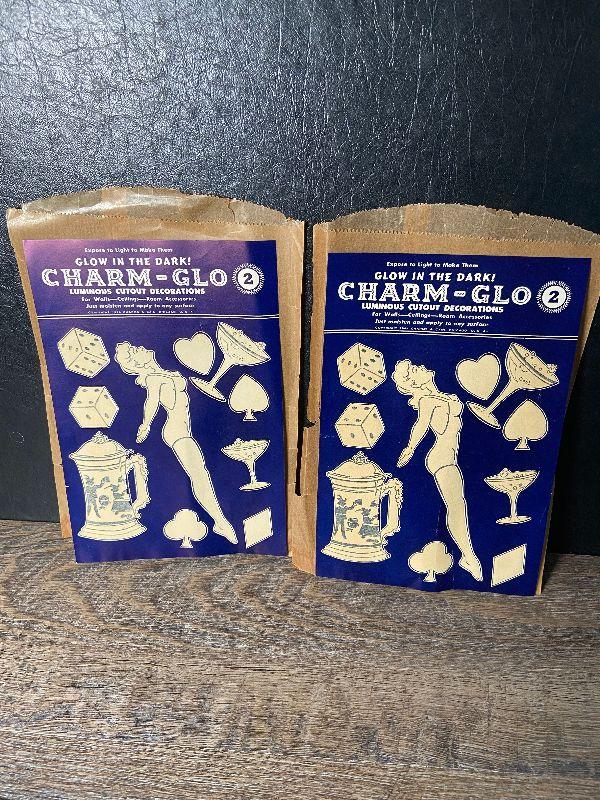 Expose to Light to Make Them
GLOW IN THE DARK!
CHARM-GLO 2
LUMINOUS CUTOUT DECORATIONS
For Walls—Ceilings—Room Accessories
Just moisten and apply to any surface
Expose to Light to Make Them
GLOW IN THE DARK!
CHARM-GLO 2
LUMINOUS CUTOUT DECORATIONS
For Walls—Ceilings—Room Accessories
Just moisten and apply to any surface